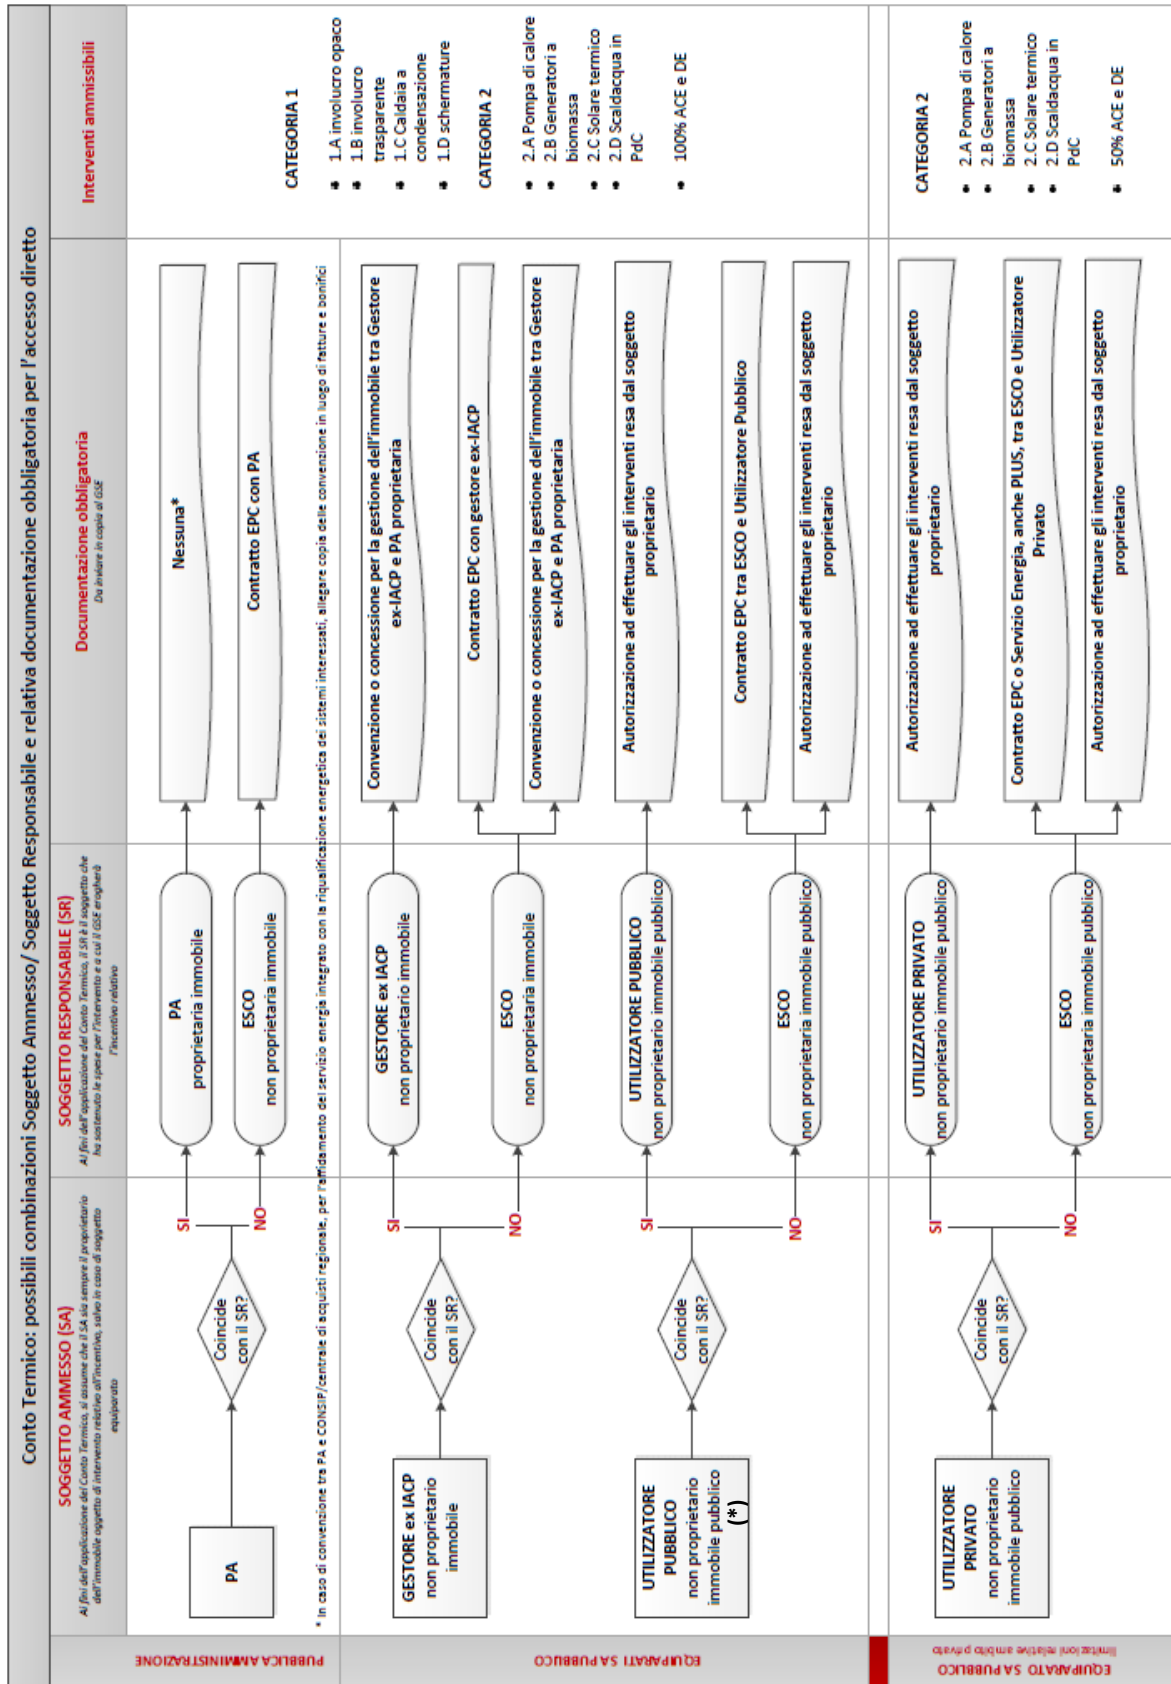 Conto Termico: possibili combinazioni Soggetto Ammesso/ Soggetto Responsabile e relativa documentazione obbligatoria per l'accesso diretto
SOGGETTO AMMESSO (SA)
Ai fini dell'applicazione del Conto Termico, si assume che il SA sia sempre il proprietario
dell'immobile oggetto di intervento relativo all'incentivo, salvo in caso di soggetto
equiparato
SOGGETTO RESPONSABILE (SR)
Ai fini dell'applicazione del Conto Termico, il SR è il soggetto che
ha sostenuto le spese per l'intervento e a cui il GSE erogherà
l'incentivo relativo
Documentazione obbligatoria
Da inviare in copia al GSE
Interventi ammissibili
PUBBLICA AMMINISTRAZIONE
PA
Coincide
con il SR?
SI
NO
PA
proprietaria immobile
ESCO
non proprietaria immobile
Nessuna*
Contratto EPC con PA
* In caso di convenzione tra PA e CONSIP/centrale di acquisti regionale, per l'affidamento del servizio energia integrato con la riqualificazione energetica dei sistemi interessati, allegare copia delle convenzione in luogo di fatture e bonifici
EQUIPARATI SA PUBBLICO
GESTORE ex IACP
non proprietario
immobile
Coincide
con il SR?
SI
NO
GESTORE ex IACP
non proprietario immobile
ESCO
non proprietaria immobile
Convenzione o concessione per la gestione dell'immobile tra Gestore
ex-IACP e PA proprietaria
Contratto EPC con gestore ex-IACP
Convenzione o concessione per la gestione dell'immobile tra Gestore
ex-IACP e PA proprietaria
UTILIZZATORE
PUBBLICO
non proprietario
immobile pubblico
(*)
Coincide
con il SR?
SI
NO
UTILIZZATORE PUBBLICO
non proprietario immobile pubblico
ESCO
non proprietaria immobile pubblico
Autorizzazione ad effettuare gli interventi resa dal soggetto
proprietario
Contratto EPC tra ESCO e Utilizzatore Pubblico
Autorizzazione ad effettuare gli interventi resa dal soggetto
proprietario
CATEGORIA 1
1.A involucro opaco
1.B involucro
trasparente
1.C Caldaia a
condensazione
1.D schermature
CATEGORIA 2
2.A Pompa di calore
2.B Generatori a
biomassa
2.C Solare termico
2.D Scaldacqua in
PdC
100% ACE e DE
EQUIPARATO SA PUBBLICO
limitazioni relative ambito privato
UTILIZZATORE
PRIVATO
non proprietario
immobile pubblico
Coincide
con il SR?
SI
NO
UTILIZZATORE PRIVATO
non proprietario immobile pubblico
ESCO
non proprietaria immobile pubblico
Autorizzazione ad effettuare gli interventi resa dal soggetto
proprietario
Contratto EPC o Servizio Energia, anche PLUS, tra ESCO e Utilizzatore
Privato
Autorizzazione ad effettuare gli interventi resa dal soggetto
proprietario
CATEGORIA 2
2.A Pompa di calore
2.B Generatori a
biomassa
2.C Solare termico
2.D Scaldacqua in
PdC
50% ACE e DE